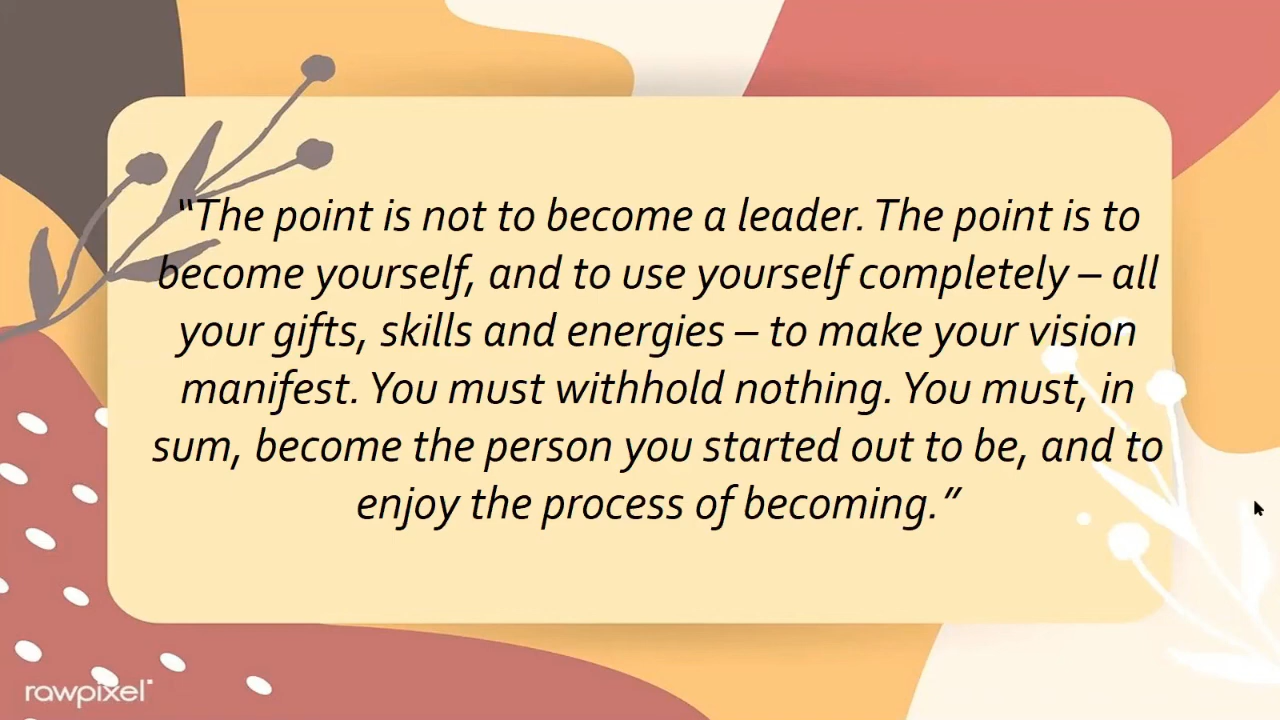 “The point is not to become a leader. The point is to
become yourself, and to use yourself completely – all
your gifts, skills and energies – to make your vision
manifest. You must withhold nothing. You must, in
sum, become the person you started out to be, and to
enjoy the process of becoming.”
rawpixel